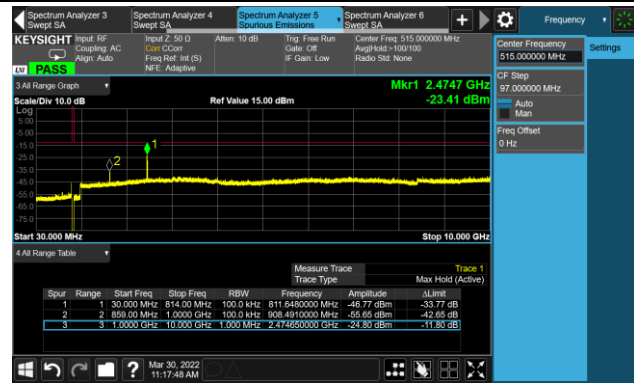 Spectrum Analyzer 3
Swept SA
Spectrum Analyzer 4
Swept SA
Spectrum Analyzer 5
Spurious Emissions
Spectrum Analyzer 6
Swept SA
Frequency
KEYSIGHT
Input: RF
Coupling: AC
Align: Auto
Input Z: 50 Ω
Corr CCorr
Freq Ref: Int (S)
NFE: Adaptive
Atten: 10 dB
Trig: Free Run
Gate: Off
IF Gain: Low
Center Freq: 515.000000 MHz
Avg|Hold:>100/100
Radio Std: None
LXI PASS
3 All Range Graph
Mkr1 2.4747 GHz
Scale/Div 10.0 dB
Ref Value 15.00 dBm
-23.41 dBm
Log
5.00
-5.00
-15.0
-25.0
-35.0
-45.0
-55.0
-65.0
-75.0
1
2
Start 30.000 MHz
Stop 10.000 GHz
4 All Range Table
Measure Trace Trace 1
Trace Type Max Hold (Active)
Spur Range Start Freq Stop Freq RBW Frequency Amplitude ΔLimit
1 1 30.000 MHz 814.00 MHz 100.0 kHz 811.6480000 MHz -46.77 dBm -33.77 dB
2 2 859.00 MHz 1.0000 GHz 100.0 kHz 908.4910000 MHz -55.65 dBm -42.65 dB
3 3 1.0000 GHz 10.000 GHz 1.000 MHz 2.474650000 GHz -24.80 dBm -11.80 dB
Center Frequency
515.000000 MHz
Settings
CF Step
97.000000 MHz
Auto
Man
Freq Offset
0 Hz
?
Mar 30, 2022
11:17:48 AM